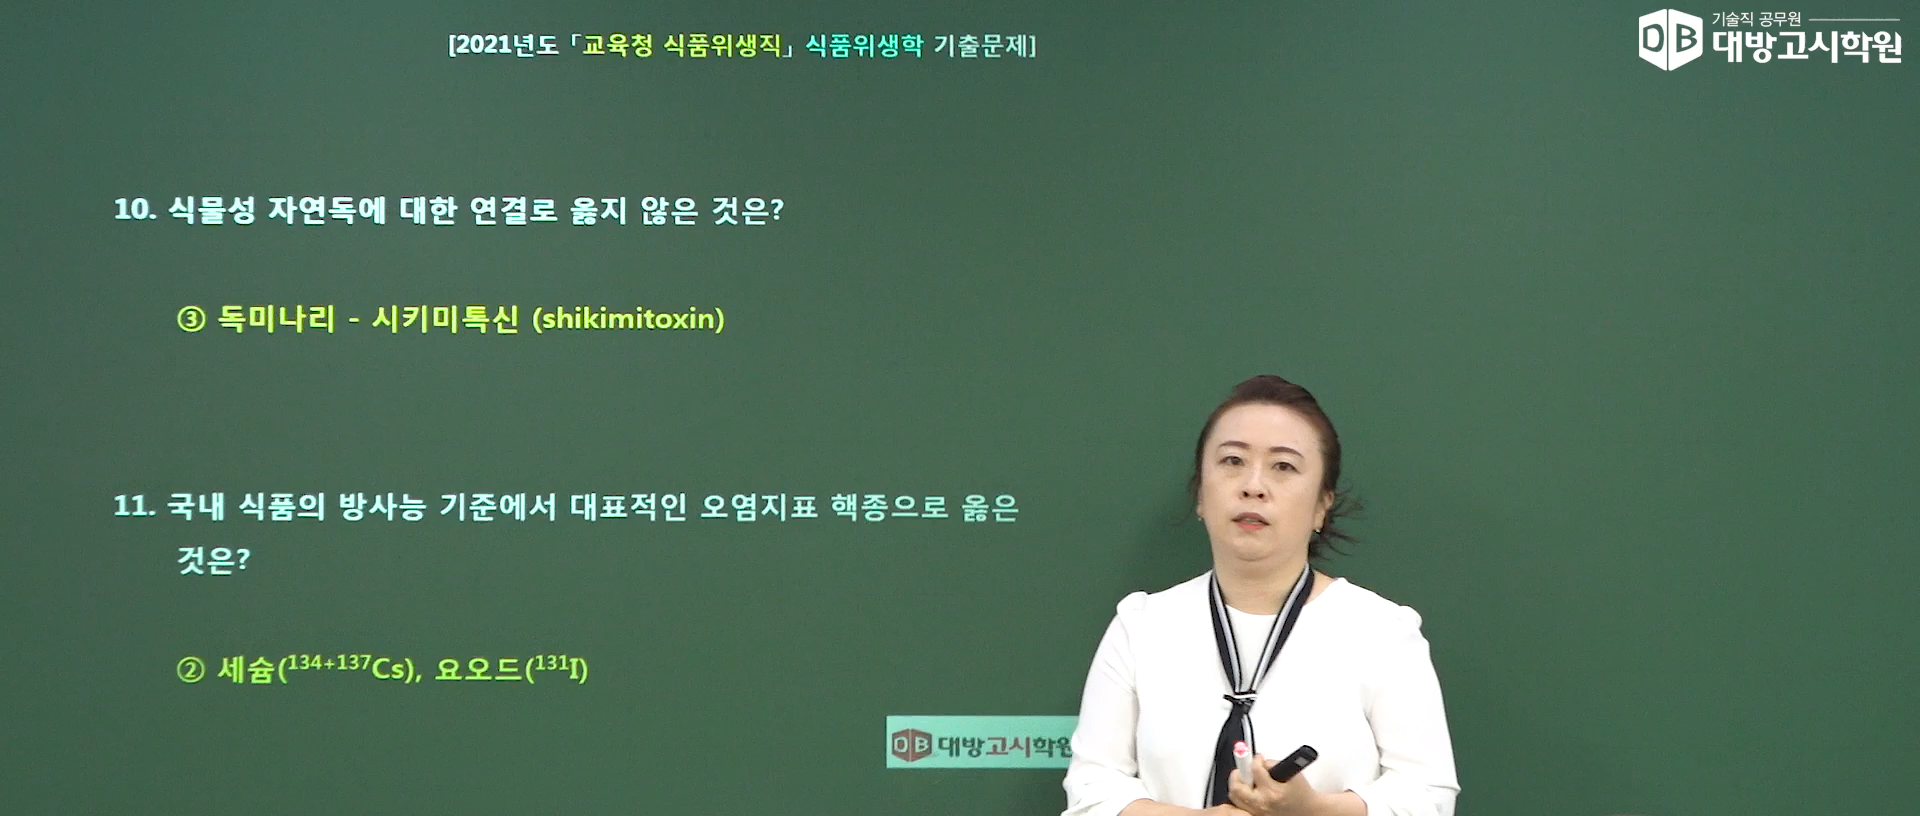 [2021년도 「교육청 식품위생직」 식품위생학 기출문제]
기술직 공무원
DB 대방고시학원
10. 식물성 자연독에 대한 연결로 옳지 않은 것은?
③ 독미나리 - 시키미톡신 (shikimitoxin)
11. 국내 식품의 방사능 기준에서 대표적인 오염지표 핵종으로 옳은
것은?
② 세슘(¹³⁴⁺¹³⁷Cs), 요오드(¹³¹I)
DB 대방고시학원